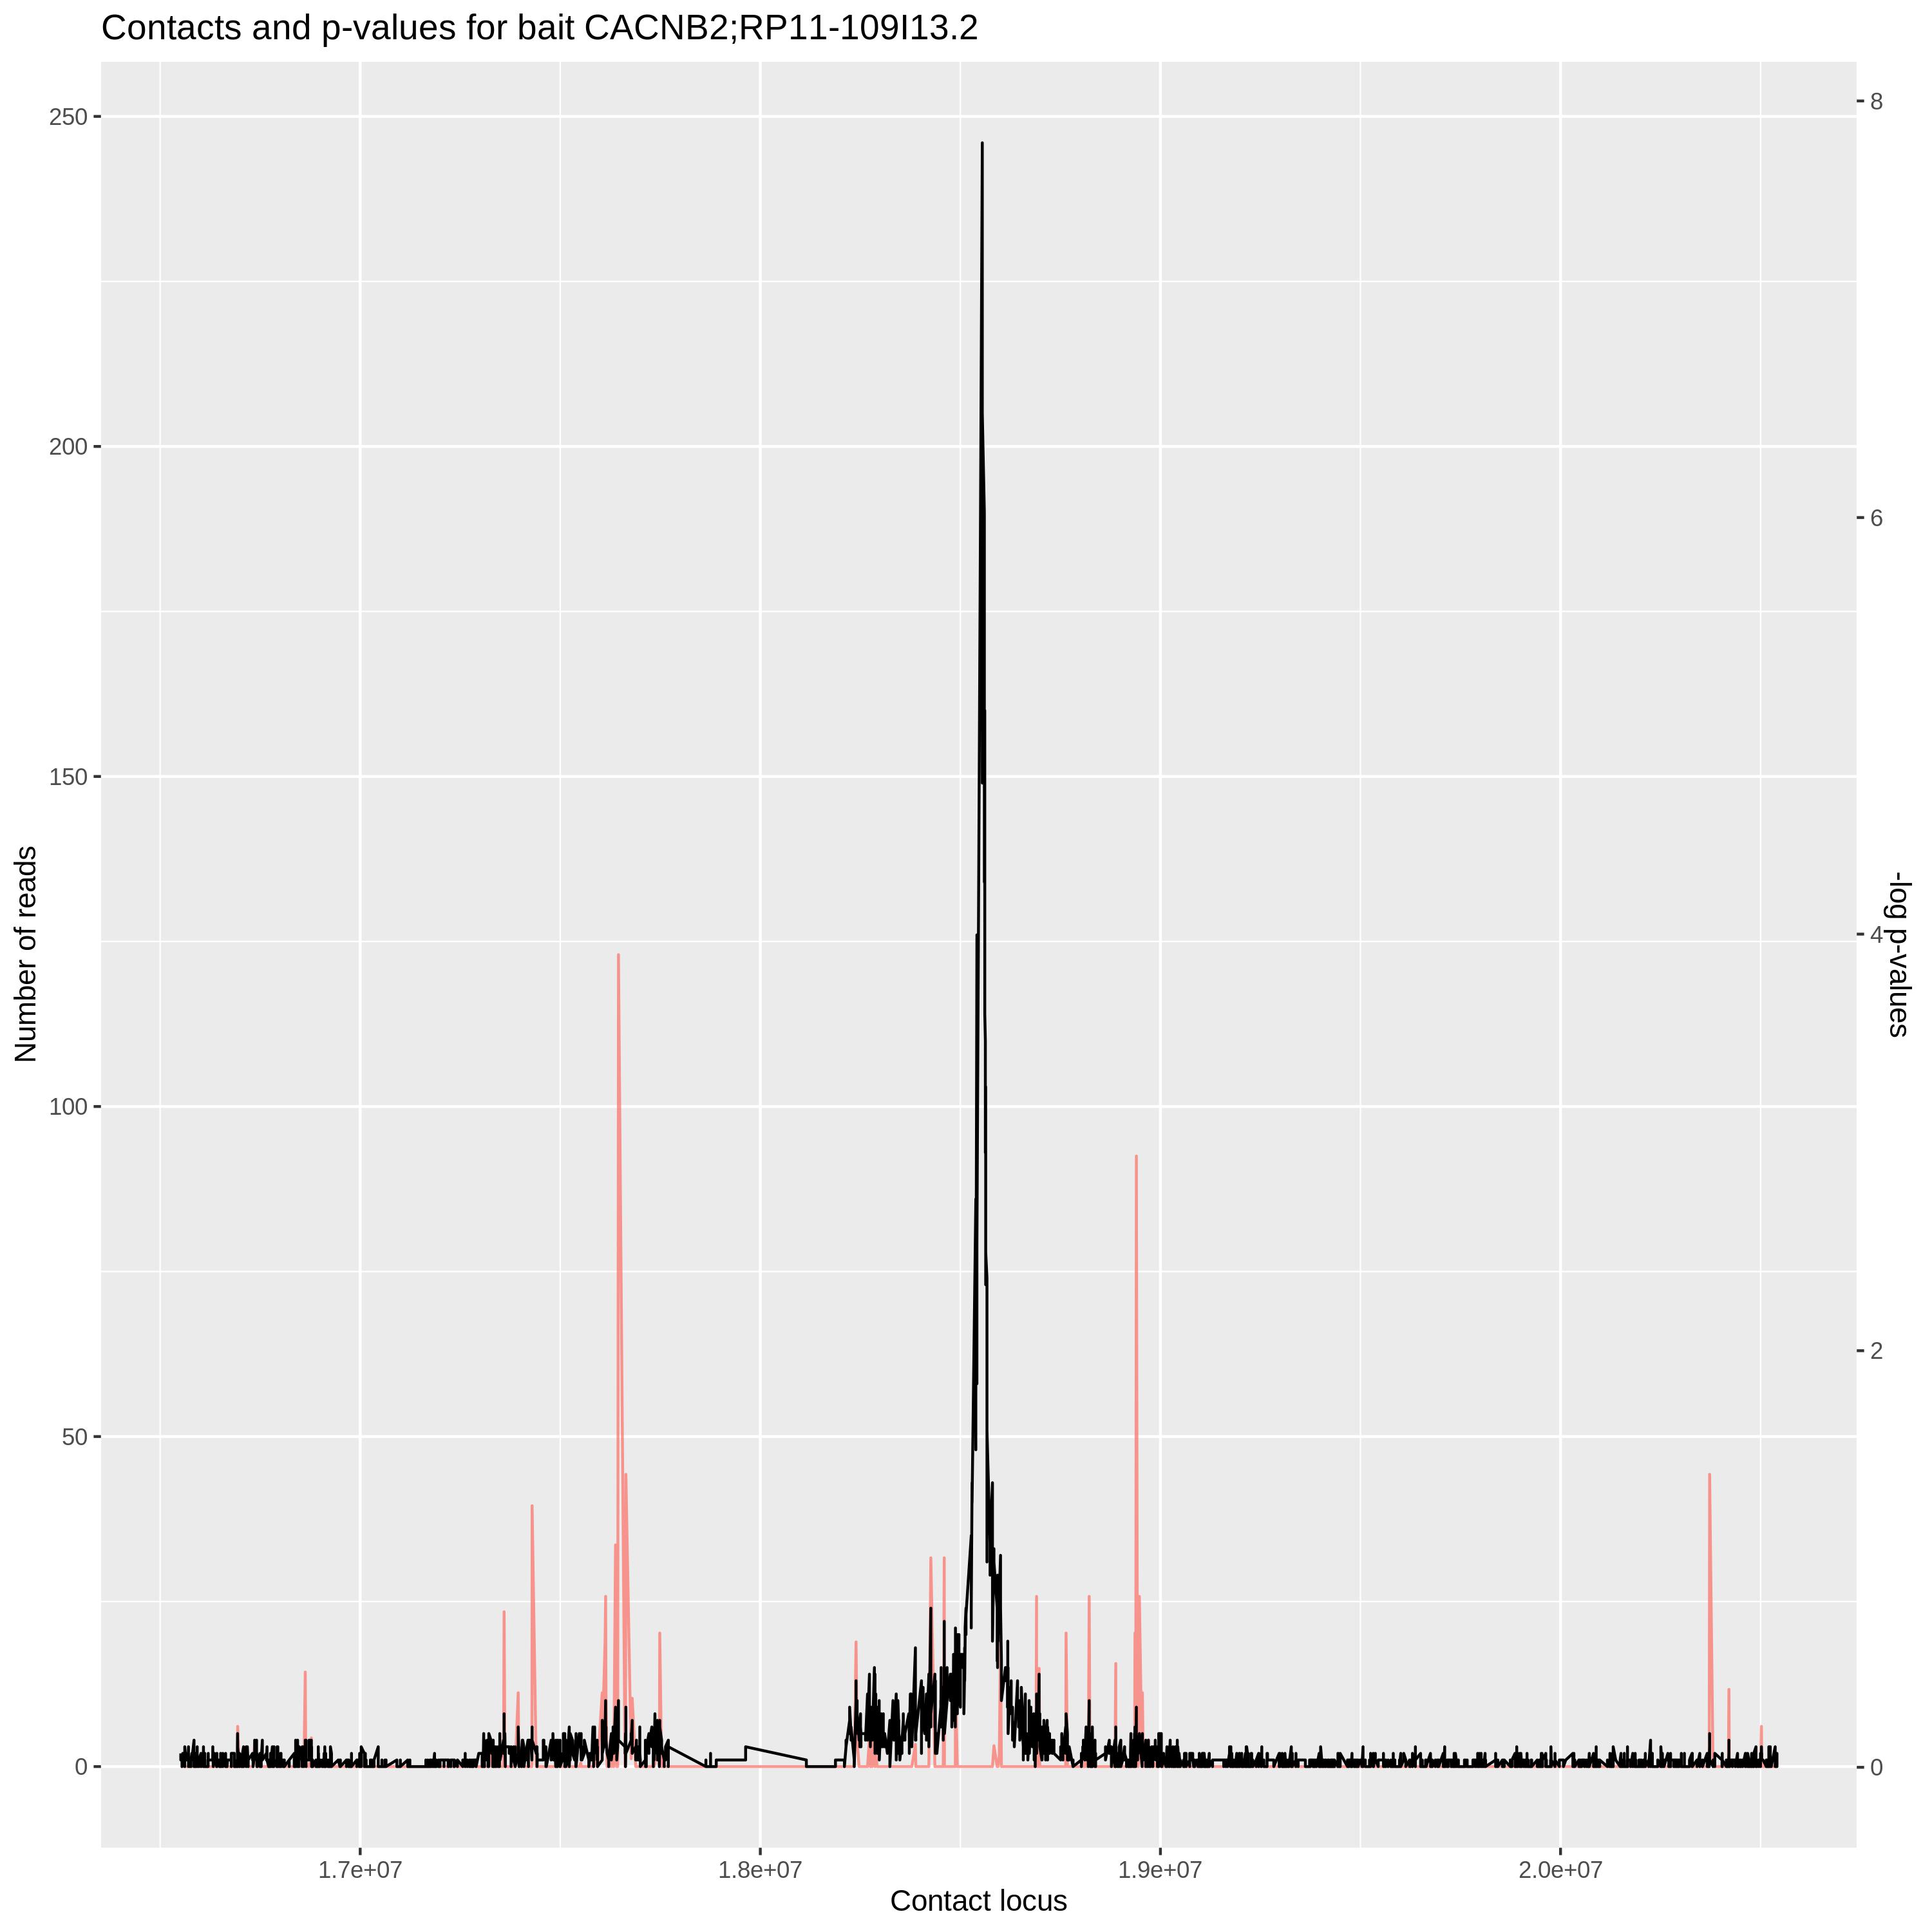 Contacts and p-values for bait CACNB2;RP11-109I13.2
250
200
150
100
50
0
8
6
4
2
0
Number of reads
-log p-values
1.7e+07
1.8e+07
1.9e+07
2.0e+07
Contact locus